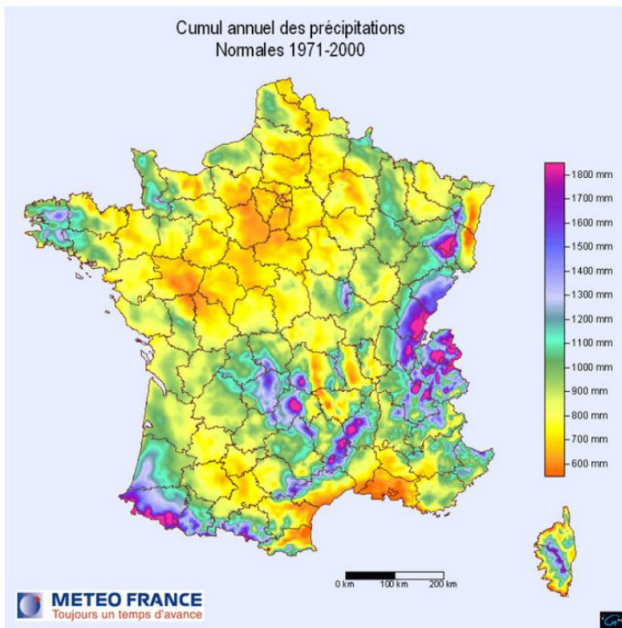 Cumul annuel des précipitations
Normales 1971-2000
1800 mm
1700 mm
1600 mm
1500 mm
1400 mm
1300 mm
1200 mm
1100 mm
1000 mm
900 mm
800 mm
700 mm
600 mm
0 km 100 km 200 km
METEO FRANCE
Toujours un temps d'avance